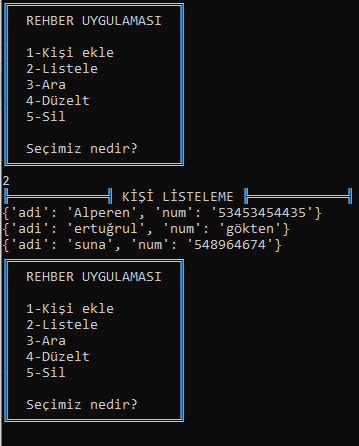 REHBER UYGULAMASI
1-Kişi ekle
2-Listele
3-Ara
4-Düzelt
5-Sil
Seçimiz nedir?
2
KİŞİ LİSTELEME
{'adi': 'Alperen', 'num': '53453454435'}
{'adi': 'ertuğrul', 'num': 'gökten'}
{'adi': 'suna', 'num': '548964674'}
REHBER UYGULAMASI
1-Kişi ekle
2-Listele
3-Ara
4-Düzelt
5-Sil
Seçimiz nedir?